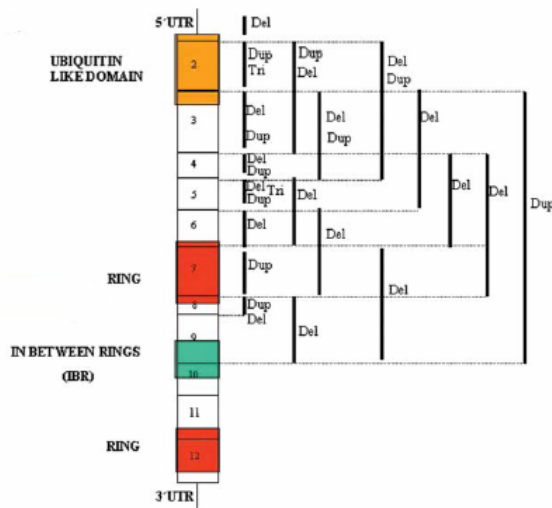 5´UTR
Del
UBIQUITIN
LIKE DOMAIN
2
Dup
Tri
Dup
Del
Del
Dup
3
Del
Dup
Del
Dup
Del
4
Del
Dup
5
Del Tri
Dup
Del
Del
Del
Dup
6
Del
Del
7
Dup
RING
Del
8
Dup
Del
9
Del
IN BETWEEN RINGS
(IBR)
10
11
RING
12
3´UTR